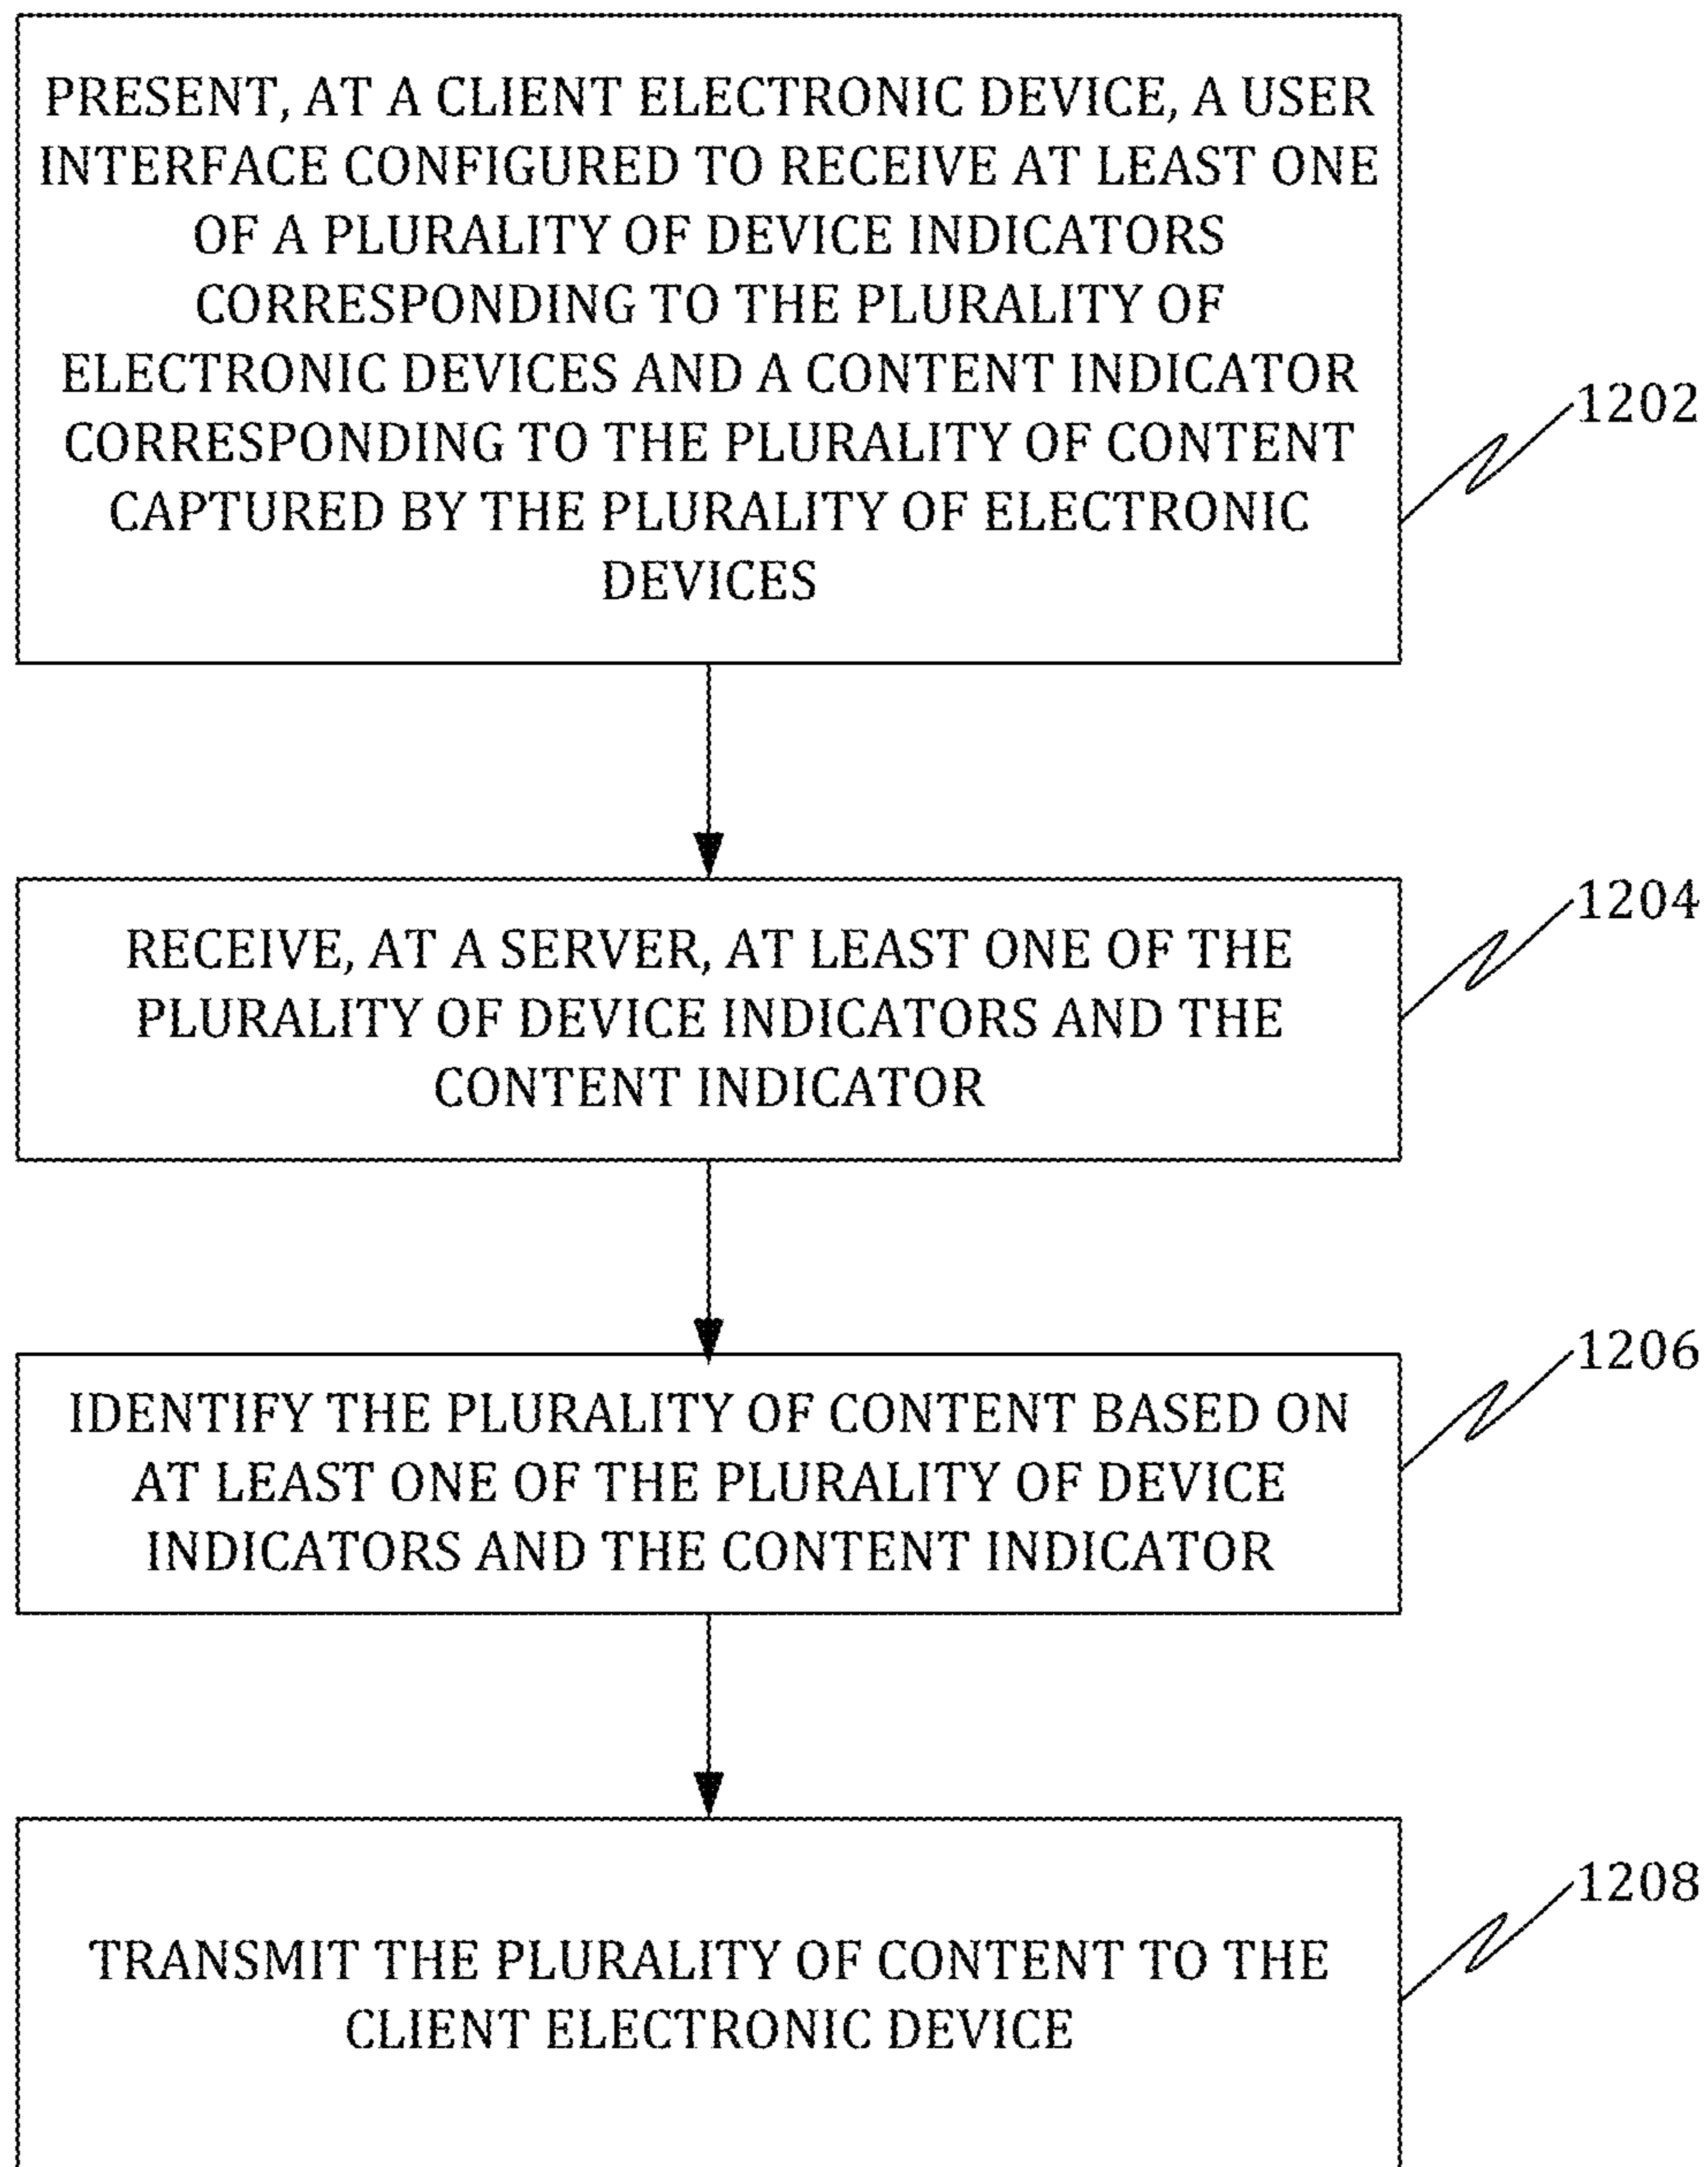 PRESENT, AT A CLIENT ELECTRONIC DEVICE, A USER
INTERFACE CONFIGURED TO RECEIVE AT LEAST ONE
OF A PLURALITY OF DEVICE INDICATORS
CORRESPONDING TO THE PLURALITY OF
ELECTRONIC DEVICES AND A CONTENT INDICATOR
CORRESPONDING TO THE PLURALITY OF CONTENT
CAPTURED BY THE PLURALITY OF ELECTRONIC
DEVICES
1202
RECEIVE, AT A SERVER, AT LEAST ONE OF THE
PLURALITY OF DEVICE INDICATORS AND THE
CONTENT INDICATOR
1204
IDENTIFY THE PLURALITY OF CONTENT BASED ON
AT LEAST ONE OF THE PLURALITY OF DEVICE
INDICATORS AND THE CONTENT INDICATOR
1206
TRANSMIT THE PLURALITY OF CONTENT TO THE
CLIENT ELECTRONIC DEVICE
1208